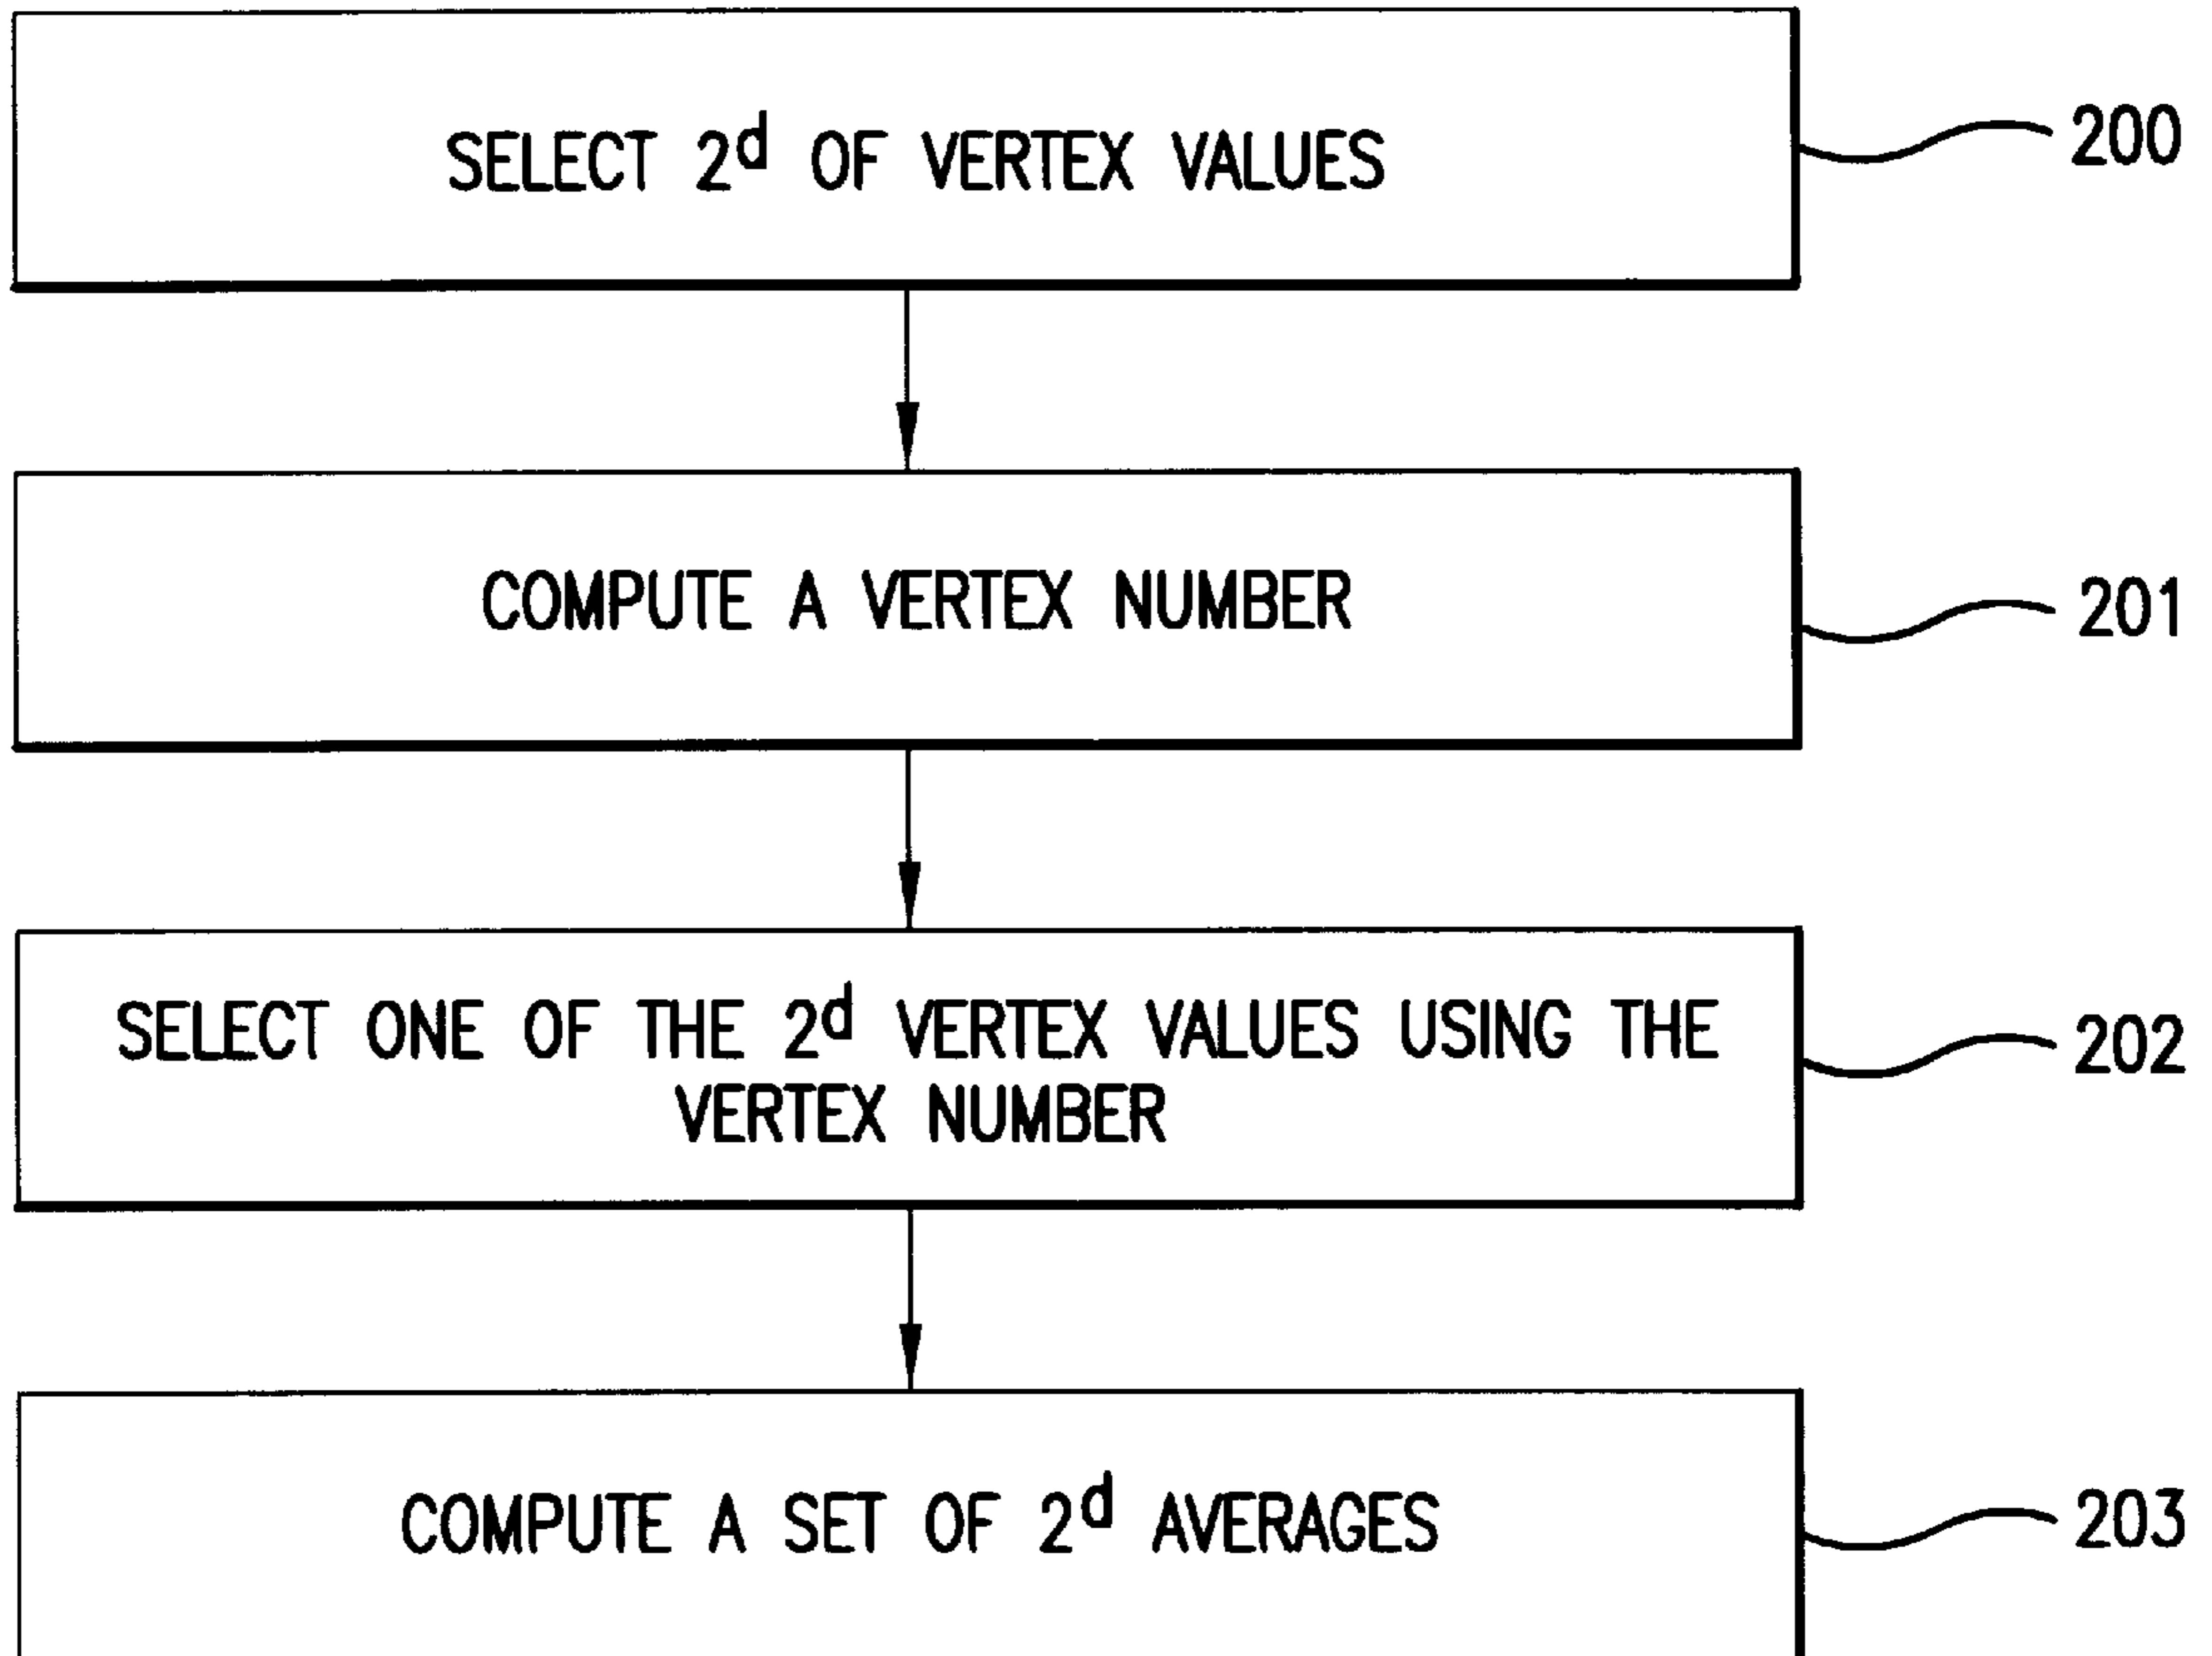 SELECT 2ᵈ OF VERTEX VALUES
200
COMPUTE A VERTEX NUMBER
201
SELECT ONE OF THE 2ᵈ VERTEX VALUES USING THE
VERTEX NUMBER
202
COMPUTE A SET OF 2ᵈ AVERAGES
203